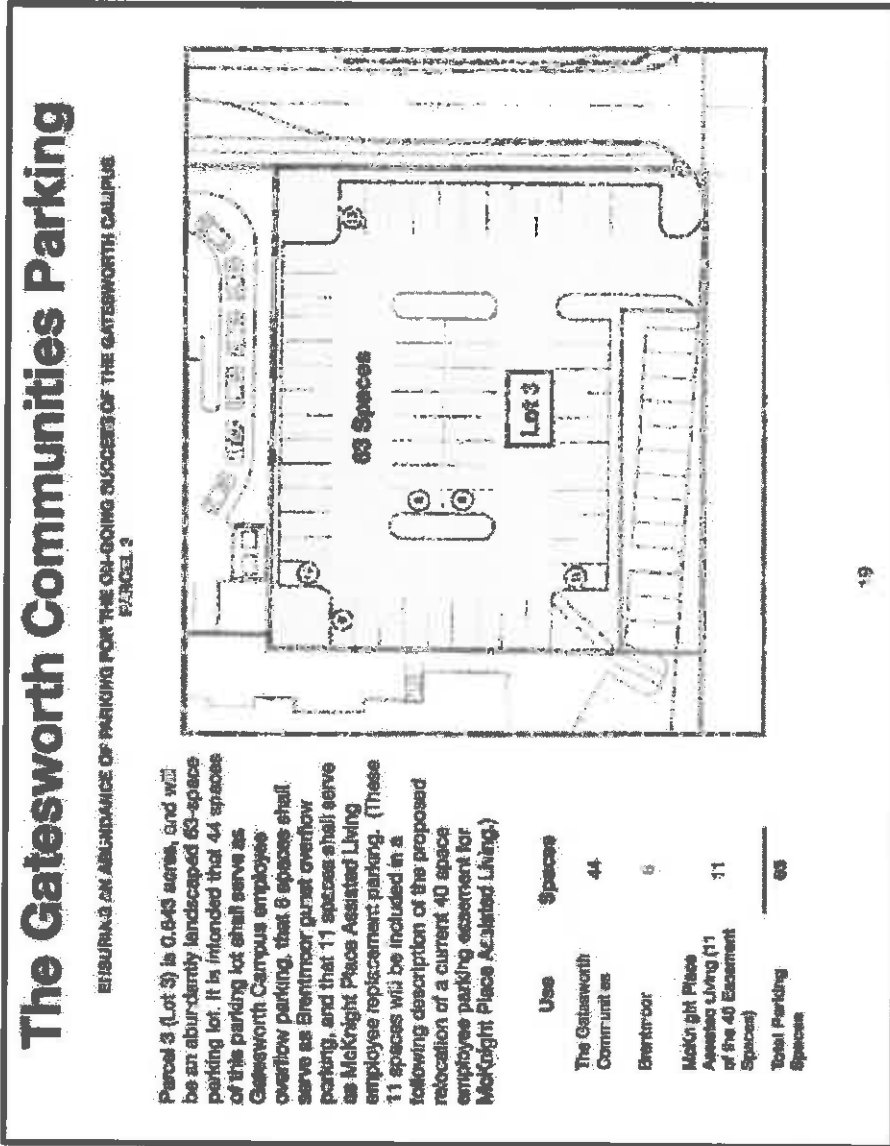 The Gatesworth Communities Parking
ENSURING AN ABUNDANCE OF PARKING FOR THE ON-GOING SUCCESS OF THE GATESWORTH CAMPUS
PARCEL 3
Parcel 3 (Lot 3) is 0.543 acres, and will
be an abundantly landscaped 63-space
parking lot. It is intended that 44 spaces
of this parking lot shall serve as
Gatesworth Campus employee
overflow parking, that 8 spaces shall
serve as Brentmoor guest overflow
parking, and that 11 spaces shall serve
as McKnight Place Assisted Living
employee replacement parking. (These
11 spaces will be included in a
following description of the proposed
relocation of a current 40 space
employee parking easement for
McKnight Place Assisted Living.)
Use Spaces
The Gatesworth
Communities 44
Brentmoor 8
McKnight Place
Assisted Living (11
of the 40 Easement
Spaces) 11
Total Parking
Spaces 63
63 Spaces
Lot 3
19